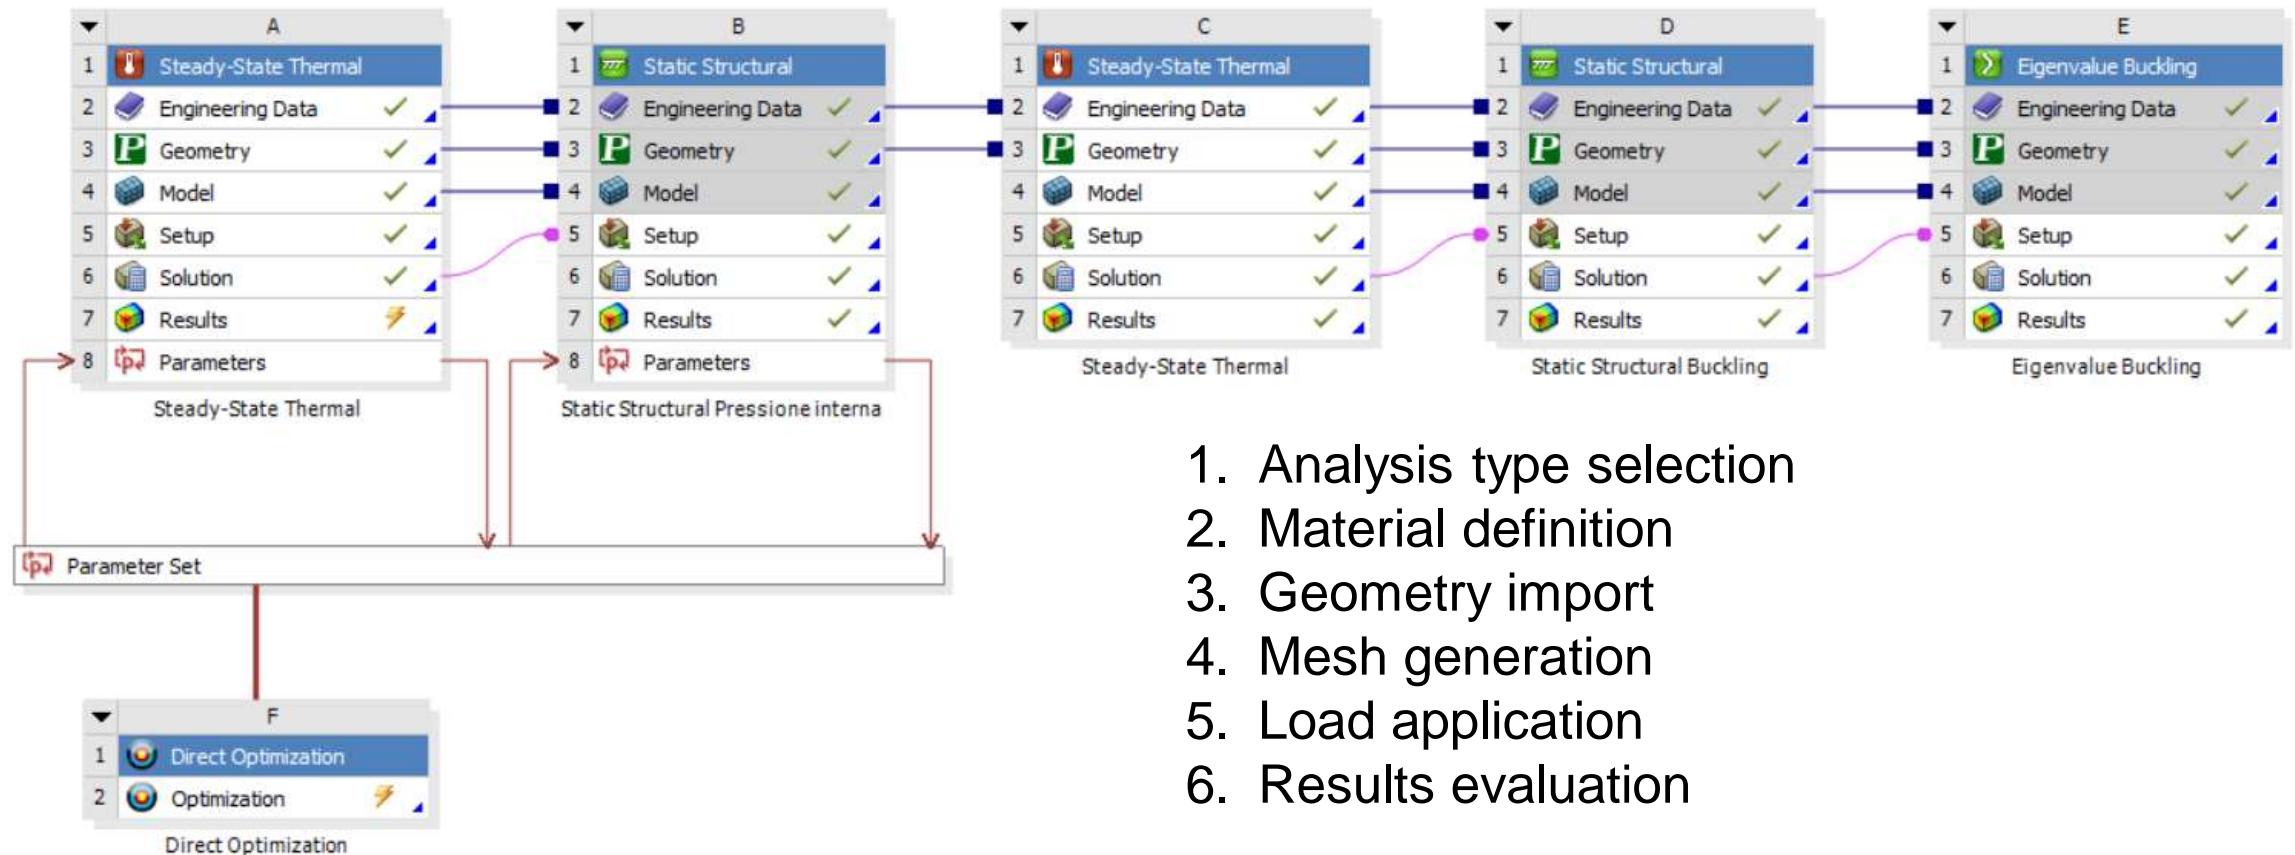 A
1 Steady-State Thermal
2 Engineering Data
3 P Geometry
4 Model
5 Setup
6 Solution
7 Results
8 Parameters
Steady-State Thermal
B
1 Static Structural
2 Engineering Data
3 P Geometry
4 Model
5 Setup
6 Solution
7 Results
8 Parameters
Static Structural Pressione interna
C
1 Steady-State Thermal
2 Engineering Data
3 P Geometry
4 Model
5 Setup
6 Solution
7 Results
Steady-State Thermal
D
1 Static Structural
2 Engineering Data
3 P Geometry
4 Model
5 Setup
6 Solution
7 Results
Static Structural Buckling
E
1 Eigenvalue Buckling
2 Engineering Data
3 P Geometry
4 Model
5 Setup
6 Solution
7 Results
Eigenvalue Buckling
Parameter Set
F
1 Direct Optimization
2 Optimization
Direct Optimization
1. Analysis type selection
2. Material definition
3. Geometry import
4. Mesh generation
5. Load application
6. Results evaluation